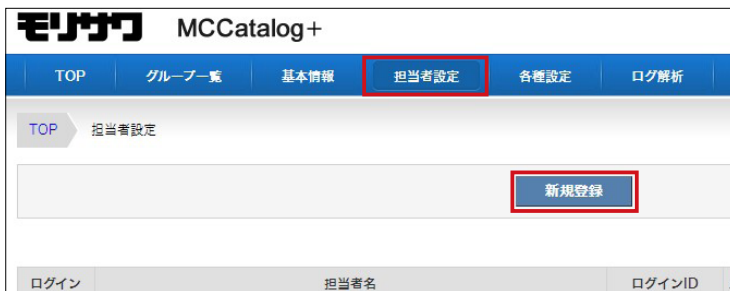 モリサワ MCCatalog+
TOP グループ一覧 基本情報 担当者設定 各種設定 ログ解析
TOP 担当者設定
新規登録
ログイン 担当者名 ログインID